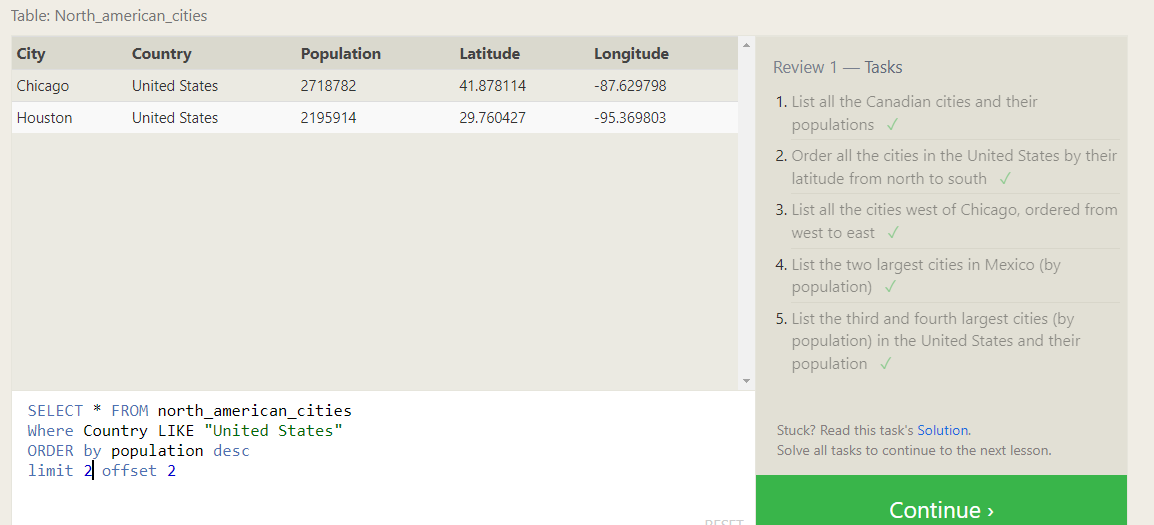 Table: North_american_cities
City Country Population Latitude Longitude
Chicago United States 2718782 41.878114 -87.629798
Houston United States 2195914 29.760427 -95.369803
SELECT * FROM north_american_cities
Where Country LIKE "United States"
ORDER by population desc
limit 2 offset 2
RESET
Review 1 — Tasks
1. List all the Canadian cities and their
populations ✓
2. Order all the cities in the United States by their
latitude from north to south ✓
3. List all the cities west of Chicago, ordered from
west to east ✓
4. List the two largest cities in Mexico (by
population) ✓
5. List the third and fourth largest cities (by
population) in the United States and their
population ✓
Stuck? Read this task's Solution.
Solve all tasks to continue to the next lesson.
Continue ›